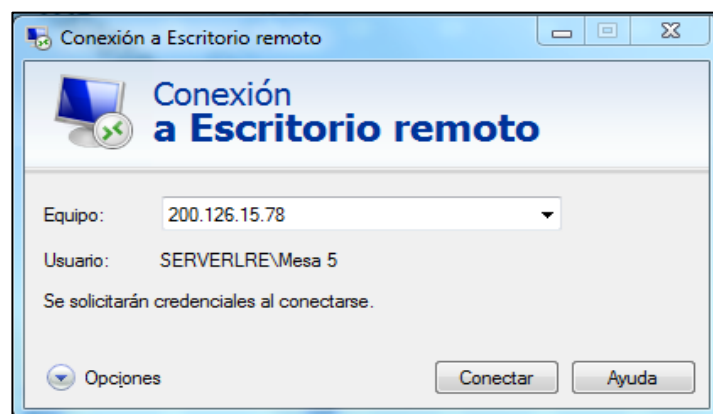 Conexión a Escritorio remoto
Conexión
a Escritorio remoto
Equipo: 200.126.15.78
Usuario: SERVERLRE\Mesa 5
Se solicitarán credenciales al conectarse.
Opciones Conectar Ayuda